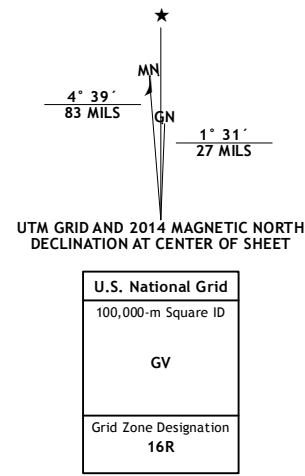 MN
4° 39´
83 MILS
GN
1° 31´
27 MILS
UTM GRID AND 2014 MAGNETIC NORTH
DECLINATION AT CENTER OF SHEET
U.S. National Grid
100,000-m Square ID
GV
Grid Zone Designation
16R